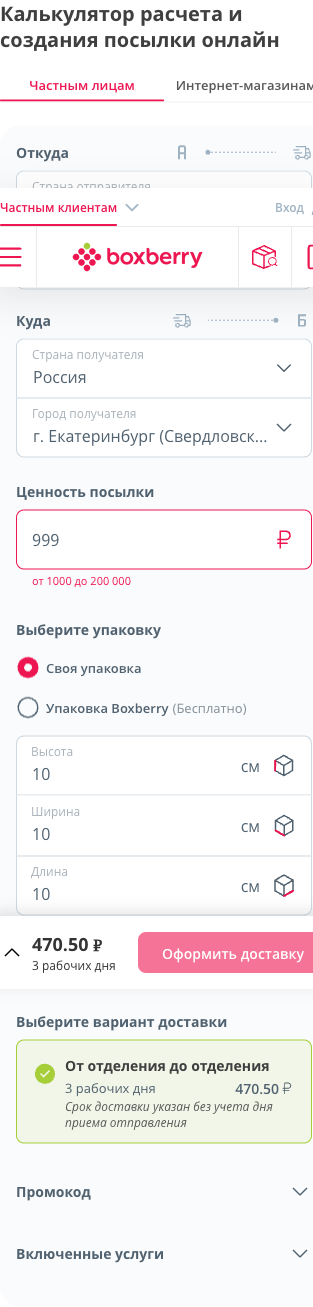 Калькулятор расчета и
создания посылки онлайн
Частным лицам
Интернет-магазинам
Откуда
А
Страна отправителя
Частным клиентам
Вход
boxberry
Куда
Б
Страна получателя
Россия
Город получателя
г. Екатеринбург (Свердловск...
Ценность посылки
999 ₽
от 1000 до 200 000
Выберите упаковку
Своя упаковка
Упаковка Boxberry (Бесплатно)
Высота
10 см
Ширина
10 см
Длина
10 см
470.50 ₽
3 рабочих дня
Оформить доставку
Выберите вариант доставки
От отделения до отделения
3 рабочих дня 470.50 ₽
Срок доставки указан без учета дня
приема отправления
Промокод
Включенные услуги